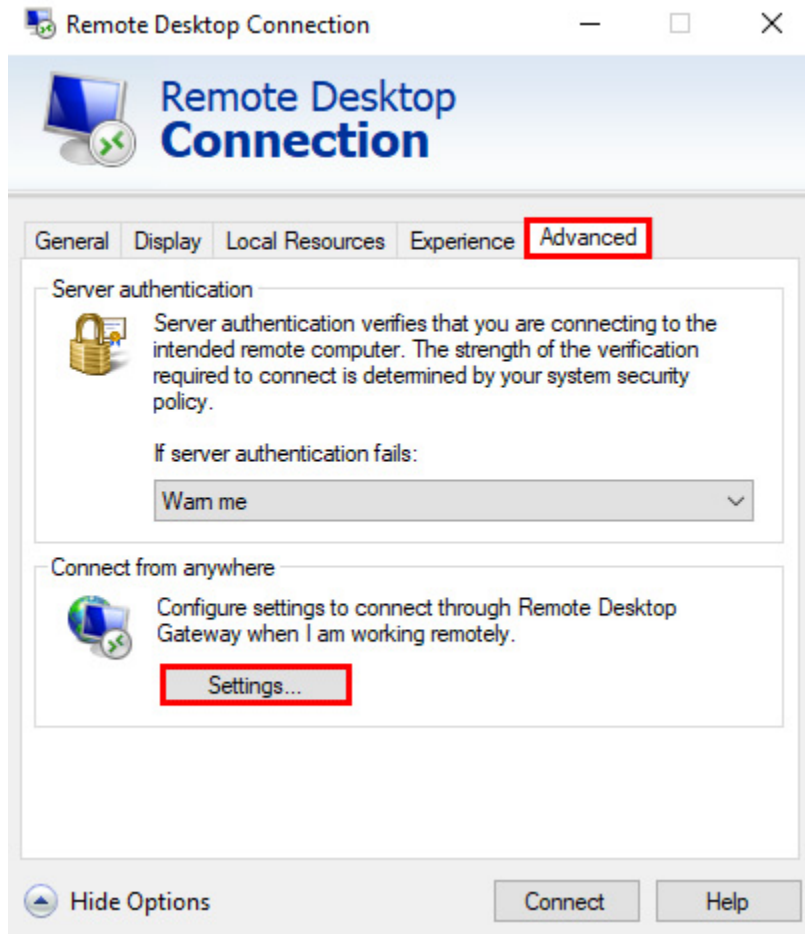 Remote Desktop Connection
Remote Desktop
Connection
General Display Local Resources Experience Advanced
Server authentication
Server authentication verifies that you are connecting to the
intended remote computer. The strength of the verification
required to connect is determined by your system security
policy.
If server authentication fails:
Warn me
Connect from anywhere
Configure settings to connect through Remote Desktop
Gateway when I am working remotely.
Settings...
Hide Options Connect Help